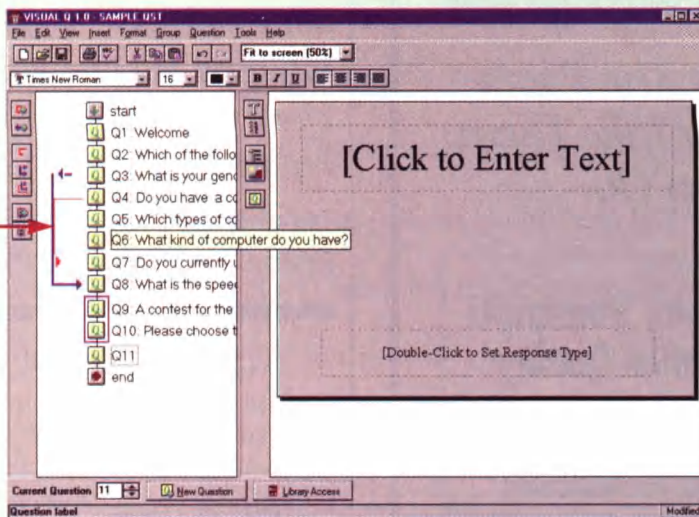 VISUAL Q 1.0 - SAMPLE.QST
File Edit View Insert Format Group Question Tools Help
Fit to screen (50%)
Times New Roman 16 B I U
start
Q1: Welcome
Q2: Which of the follo
Q3: What is your gend
Q4: Do you have a co
Q5: Which types of co
Q6: What kind of computer do you have?
Q7: Do you currently u
Q8: What is the speed
Q9: A contest for the
Q10: Please choose t
Q11
end
[Click to Enter Text]
[Double-Click to Set Response Type]
Current Question 11 New Question Library Access
Question label Modified